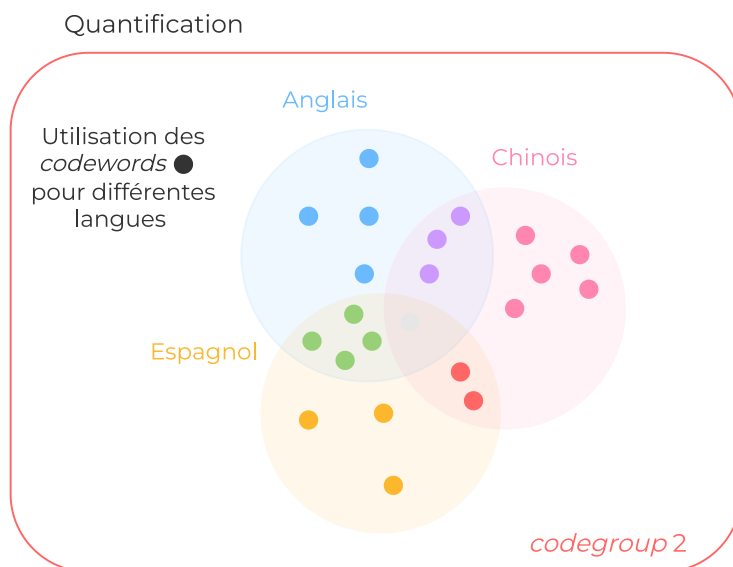 Quantification
Anglais
Utilisation des
codewords
pour différentes
langues
Chinois
Espagnol
codegroup 2